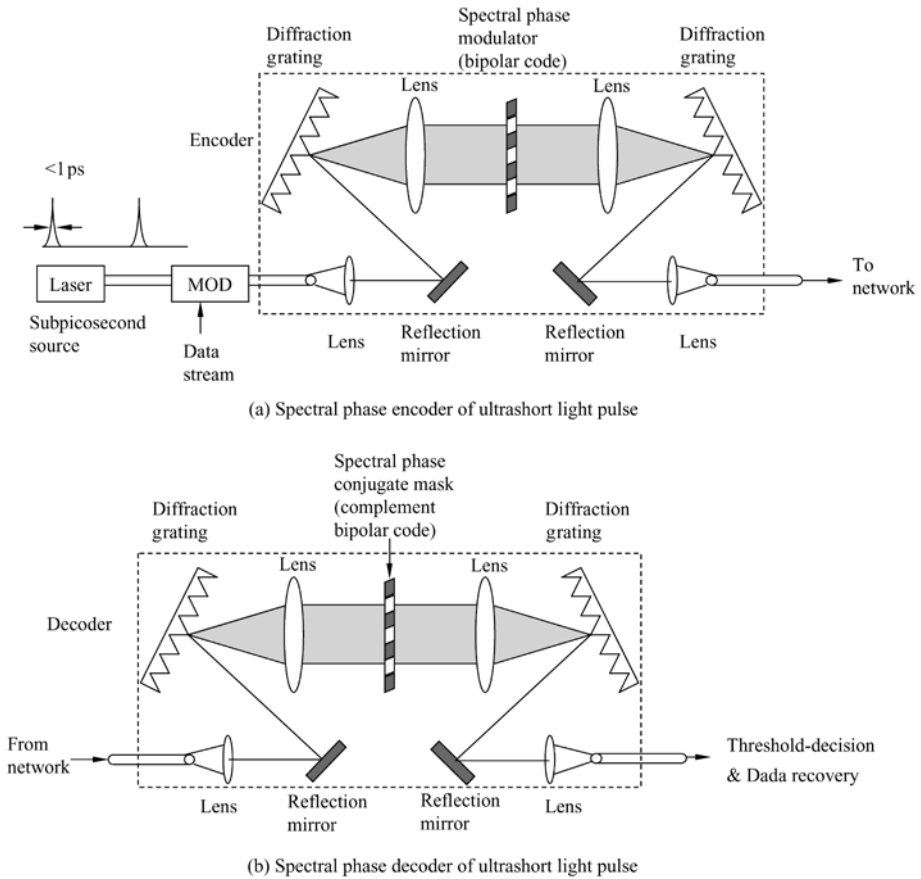 Diffraction
grating
Spectral phase
modulator
(bipolar code)
Diffraction
grating
Lens
Lens
Encoder
<1 ps
Laser
MOD
To
network
Subpicosecond
source
Data
stream
Lens
Reflection
mirror
Reflection
mirror
Lens
(a) Spectral phase encoder of ultrashort light pulse
Spectral phase
conjugate mask
(complement
bipolar code)
Diffraction
grating
Diffraction
grating
Lens
Lens
Decoder
From
network
Threshold-decision
& Dada recovery
Lens
Reflection
mirror
Reflection
mirror
Lens
(b) Spectral phase decoder of ultrashort light pulse